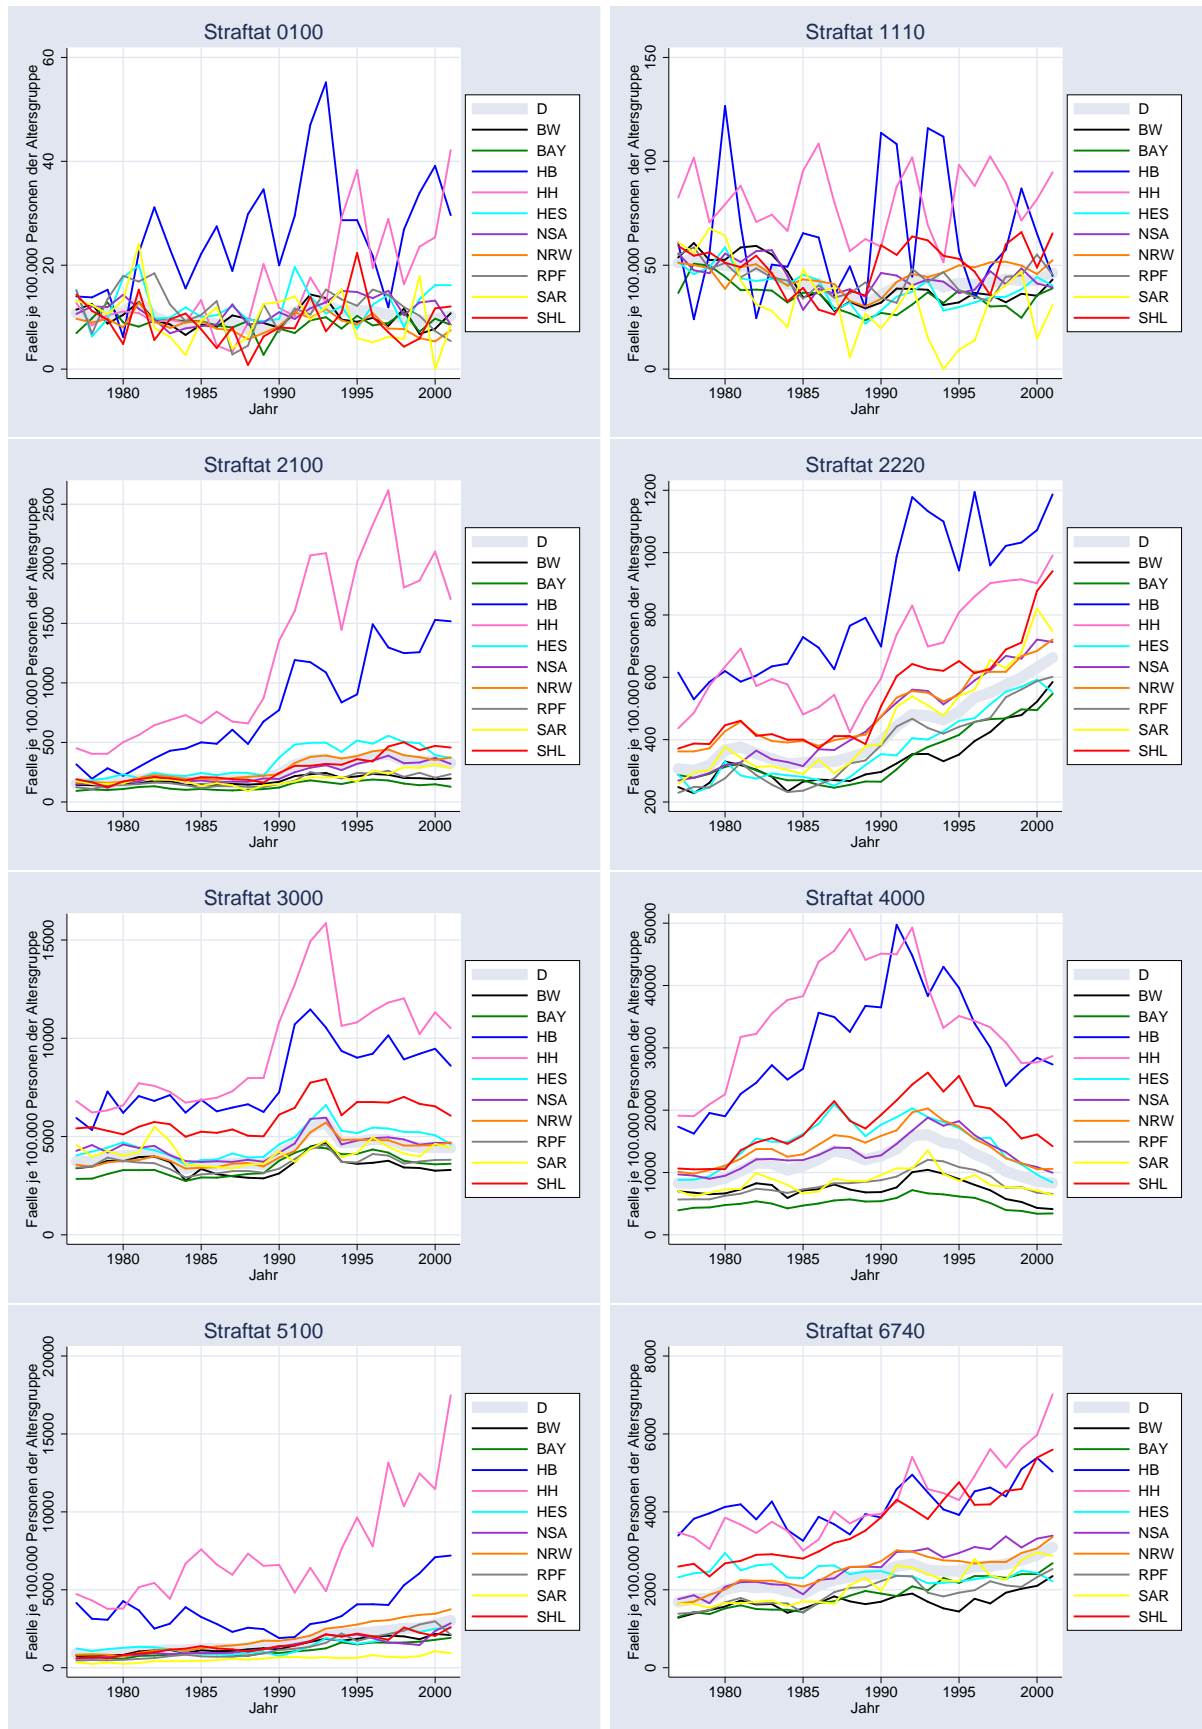 Straftat 0100
Faelle je 100.000 Personen der Altersgruppe
60
40
20
0
1980 1985 1990 1995 2000
Jahr
D
BW
BAY
HB
HH
HES
NSA
NRW
RPF
SAR
SHL
Straftat 1110
Faelle je 100.000 Personen der Altersgruppe
150
100
50
0
1980 1985 1990 1995 2000
Jahr
D
BW
BAY
HB
HH
HES
NSA
NRW
RPF
SAR
SHL
Straftat 2100
Faelle je 100.000 Personen der Altersgruppe
2500
2000
1500
1000
500
0
1980 1985 1990 1995 2000
Jahr
D
BW
BAY
HB
HH
HES
NSA
NRW
RPF
SAR
SHL
Straftat 2220
Faelle je 100.000 Personen der Altersgruppe
1200
1000
800
600
400
200
1980 1985 1990 1995 2000
Jahr
D
BW
BAY
HB
HH
HES
NSA
NRW
RPF
SAR
SHL
Straftat 3000
Faelle je 100.000 Personen der Altersgruppe
15000
10000
5000
0
1980 1985 1990 1995 2000
Jahr
D
BW
BAY
HB
HH
HES
NSA
NRW
RPF
SAR
SHL
Straftat 4000
Faelle je 100.000 Personen der Altersgruppe
50000
40000
30000
20000
10000
0
1980 1985 1990 1995 2000
Jahr
D
BW
BAY
HB
HH
HES
NSA
NRW
RPF
SAR
SHL
Straftat 5100
Faelle je 100.000 Personen der Altersgruppe
20000
15000
10000
5000
0
1980 1985 1990 1995 2000
Jahr
D
BW
BAY
HB
HH
HES
NSA
NRW
RPF
SAR
SHL
Straftat 6740
Faelle je 100.000 Personen der Altersgruppe
8000
6000
4000
2000
0
1980 1985 1990 1995 2000
Jahr
D
BW
BAY
HB
HH
HES
NSA
NRW
RPF
SAR
SHL